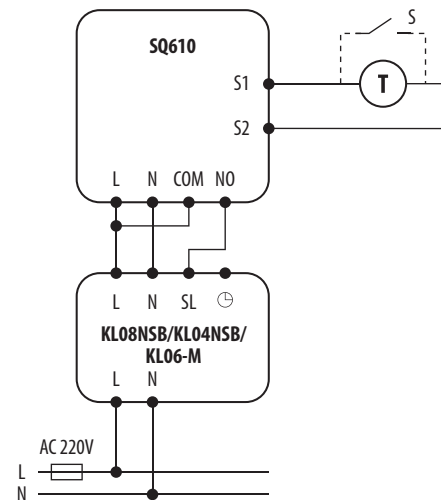 SQ610
S
T
S1
S2
L N COM NO
L N SL
KL08NSB/KL04NSB/
KL06-M
L N
AC 220V
L
N